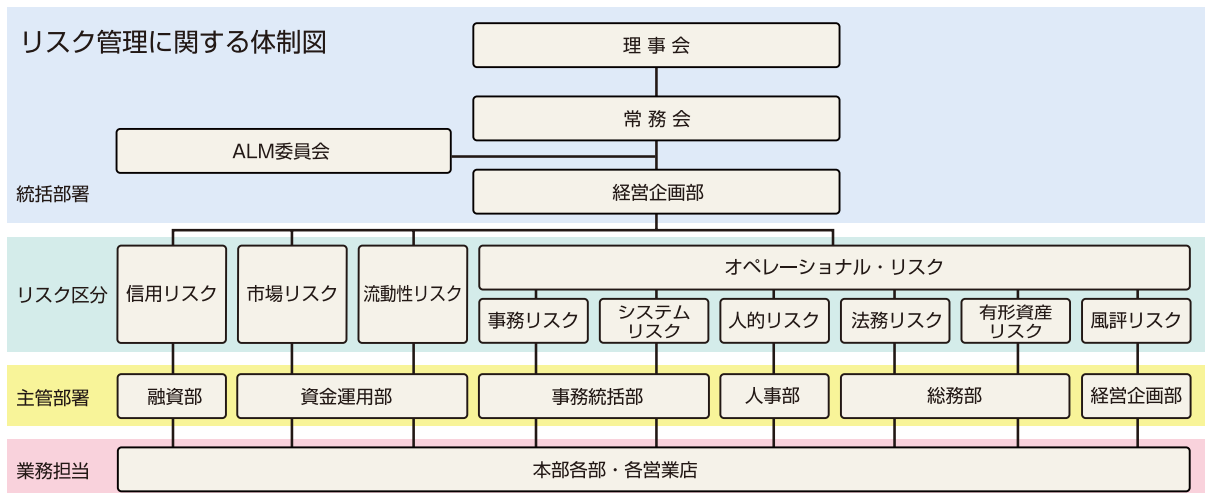 リスク管理に関する体制図
理事会
常務会
ALM委員会
統括部署
経営企画部
リスク区分
信用リスク
市場リスク
流動性リスク
オペレーショナル・リスク
事務リスク
システム
リスク
人的リスク
法務リスク
有形資産
リスク
風評リスク
主管部署
融資部
資金運用部
事務統括部
人事部
総務部
経営企画部
業務担当
本部各部・各営業店